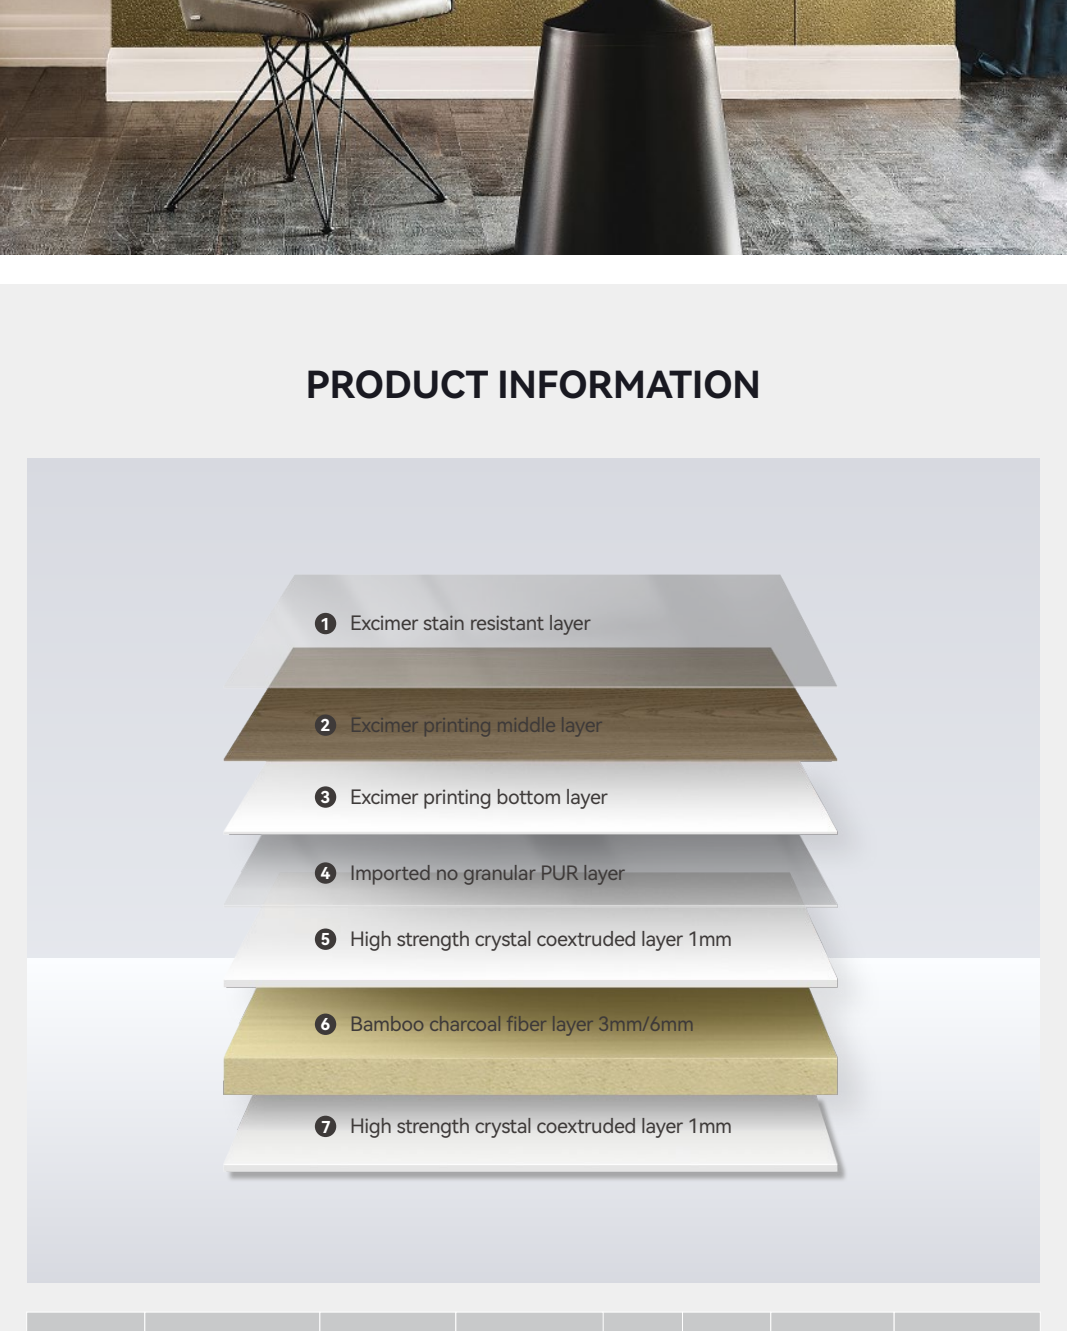 PRODUCT INFORMATION
1 Excimer stain resistant layer
2 Excimer printing middle layer
3 Excimer printing bottom layer
4 Imported no granular PUR layer
5 High strength crystal coextruded layer 1mm
6 Bamboo charcoal fiber layer 3mm/6mm
7 High strength crystal coextruded layer 1mm